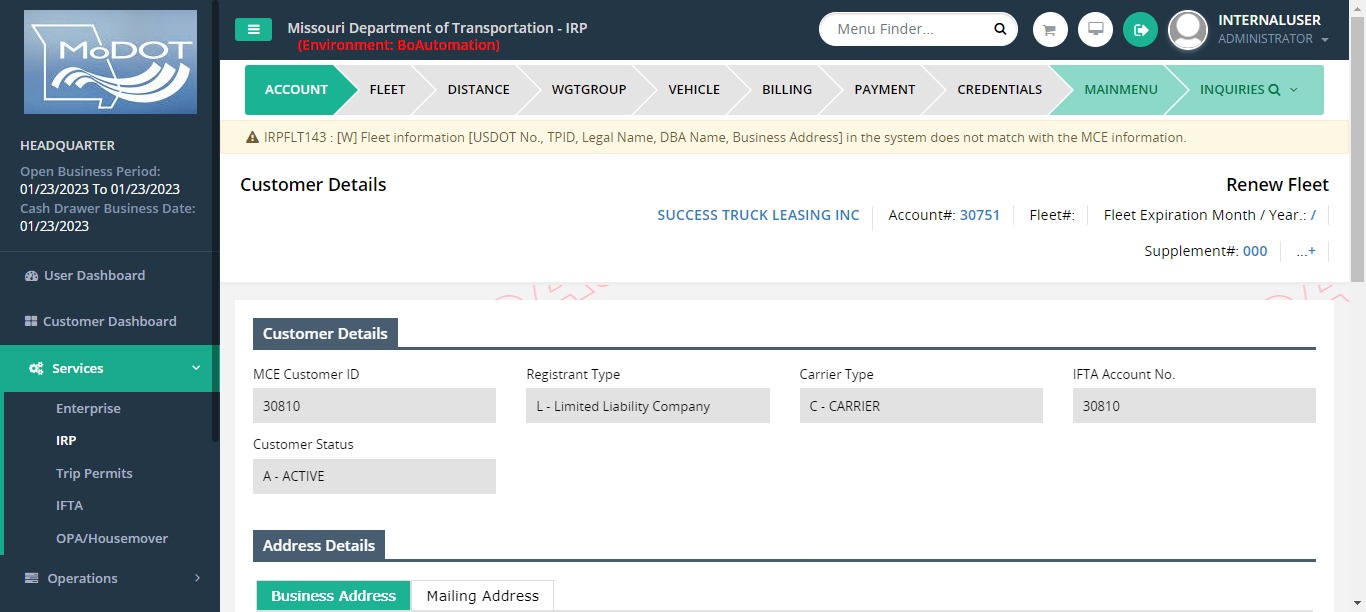 MoDOT
HEADQUARTER
Open Business Period:
01/23/2023 To 01/23/2023
Cash Drawer Business Date:
01/23/2023
User Dashboard
Customer Dashboard
Services
Enterprise
IRP
Trip Permits
IFTA
OPA/Housemover
Operations
Missouri Department of Transportation - IRP
(Environment: BoAutomation)
Menu Finder...
INTERNALUSER
ADMINISTRATOR
ACCOUNT FLEET DISTANCE WGTGROUP VEHICLE BILLING PAYMENT CREDENTIALS MAINMENU INQUIRIES
IRPFLT143 : [W] Fleet information [USDOT No., TPID, Legal Name, DBA Name, Business Address] in the system does not match with the MCE information.
Customer Details Renew Fleet
SUCCESS TRUCK LEASING INC Account#: 30751 Fleet#: Fleet Expiration Month / Year.: /
Supplement#: 000 ...+
Customer Details
MCE Customer ID Registrant Type Carrier Type IFTA Account No.
30810 L - Limited Liability Company C - CARRIER 30810
Customer Status
A - ACTIVE
Address Details
Business Address Mailing Address